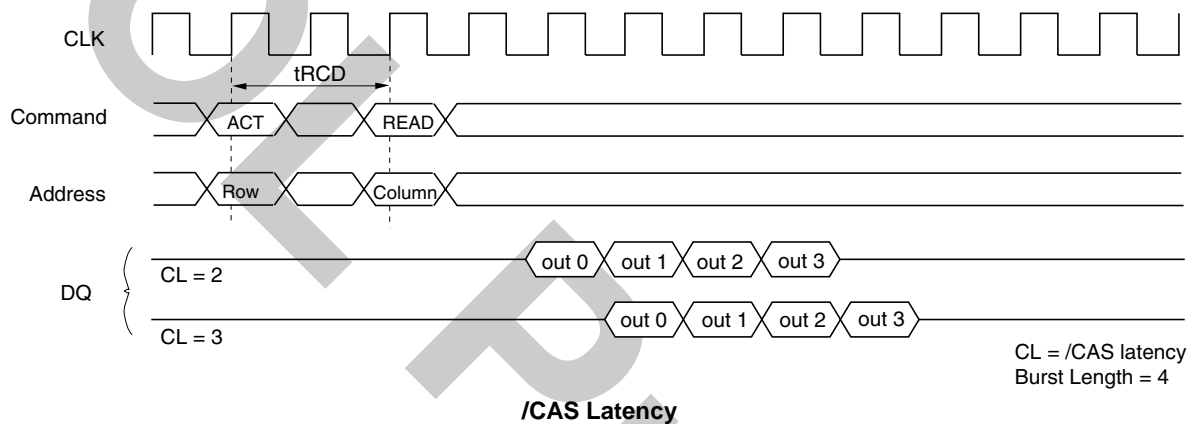 CLK
tRCD
Command
ACT
READ
Address
Row
Column
DQ
CL = 2
out 0
out 1
out 2
out 3
CL = 3
out 0
out 1
out 2
out 3
CL = /CAS latency
Burst Length = 4
/CAS Latency